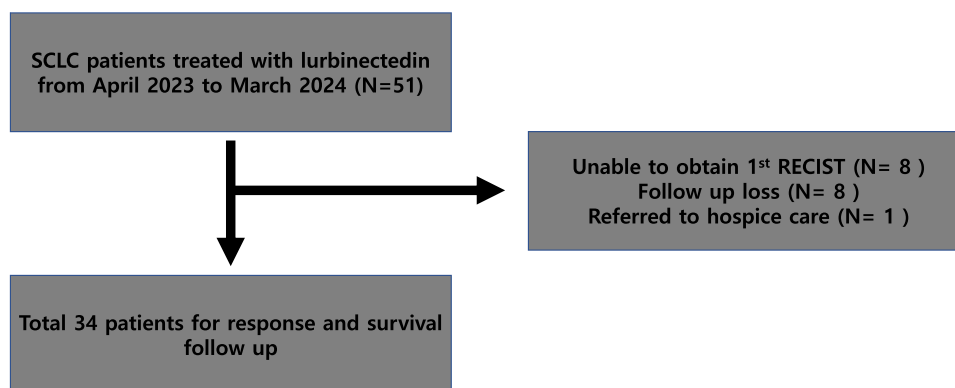 SCLC patients treated with lurbinectedin
from April 2023 to March 2024 (N=51)
Unable to obtain 1st RECIST (N= 8 )
Follow up loss (N= 8 )
Referred to hospice care (N= 1 )
Total 34 patients for response and survival
follow up